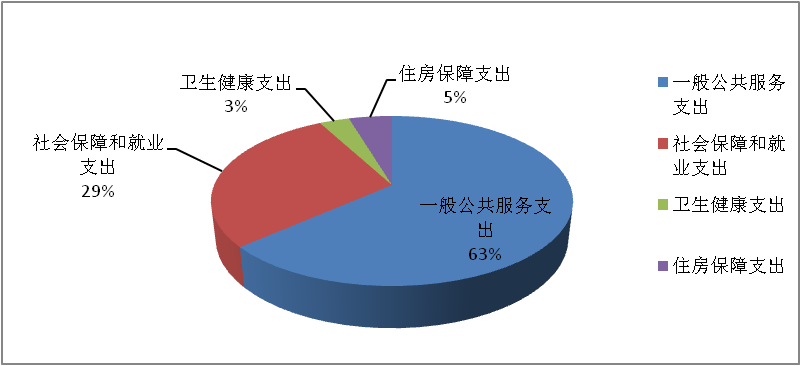 卫生健康支出
3%
住房保障支出
5%
社会保障和就业
支出
29%
一般公共服务支
出
63%
一般公共服务
支出
社会保障和就
业支出
卫生健康支出
住房保障支出